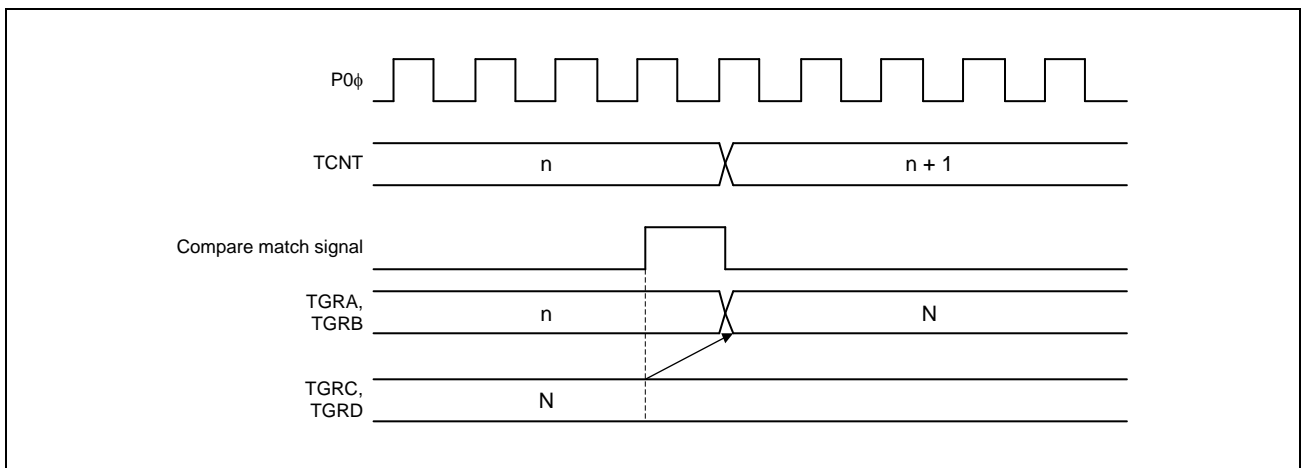 P0ϕ
TCNT
n
n + 1
Compare match signal
TGRA,
TGRB
n
N
TGRC,
TGRD
N